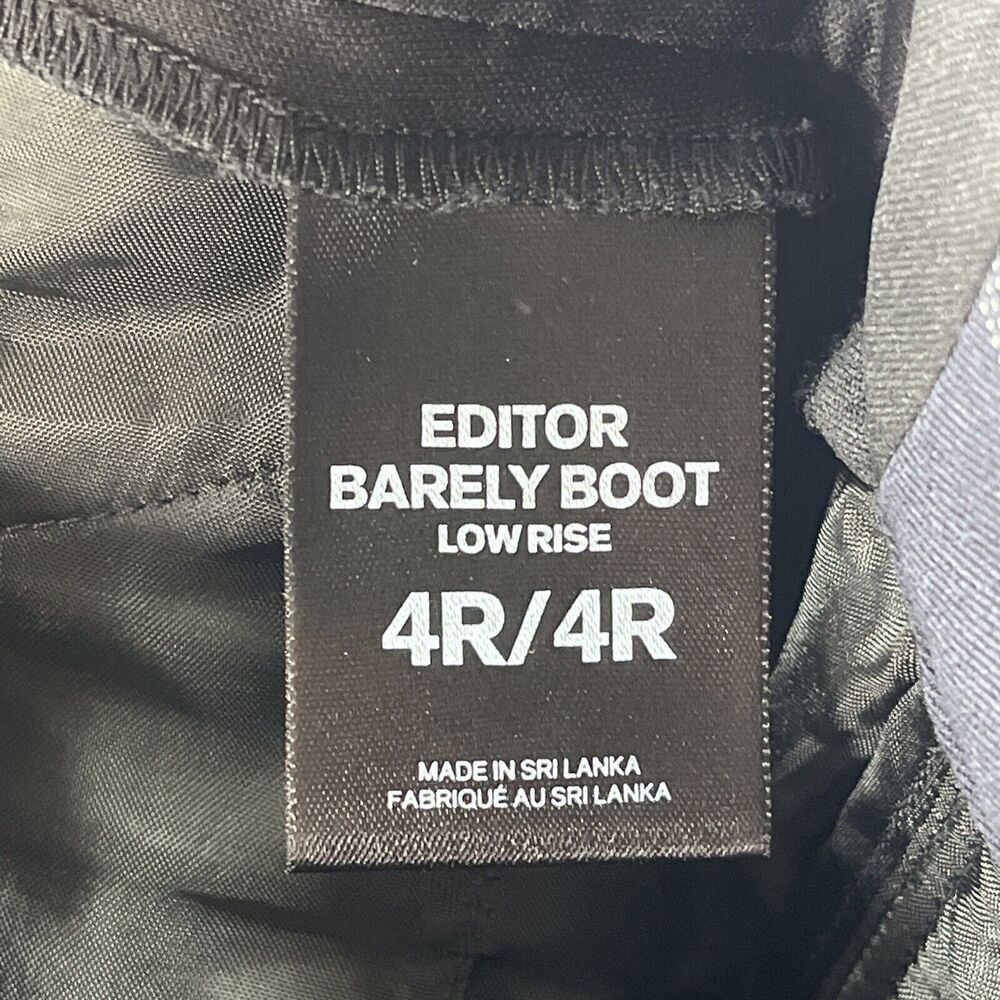 EDITOR
BARELY BOOT
LOW RISE
4R/4R
MADE IN SRI LANKA
FABRIQUÉ AU SRI LANKA